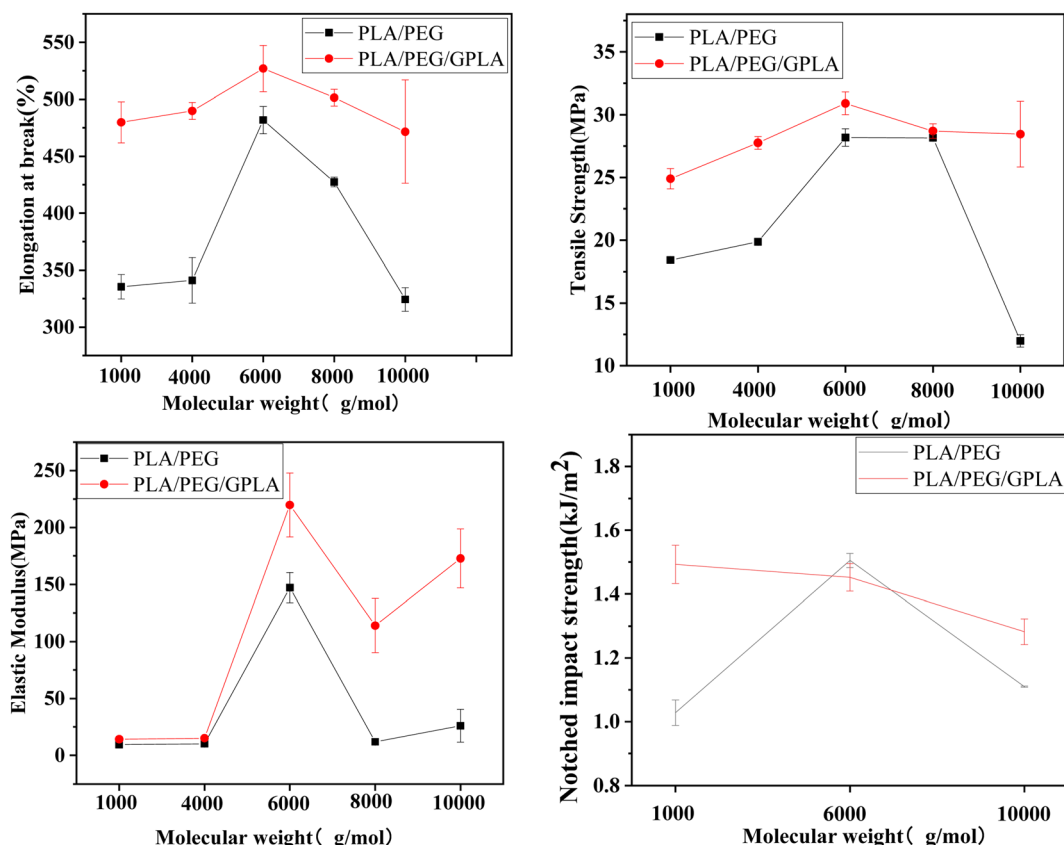 PLA/PEG
PLA/PEG/GPLA
Elongation at break(%)
550
500
450
400
350
300
1000 4000 6000 8000 10000
Molecular weight( g/mol)
PLA/PEG
PLA/PEG/GPLA
Tensile Strength(MPa)
35
30
25
20
15
10
1000 4000 6000 8000 10000
Molecular weight( g/mol)
PLA/PEG
PLA/PEG/GPLA
Elastic Modulus(MPa)
250
200
150
100
50
0
1000 4000 6000 8000 10000
Molecular weight( g/mol)
PLA/PEG
PLA/PEG/GPLA
Notched impact strength(kJ/m²)
1.8
1.6
1.4
1.2
1.0
0.8
1000 6000 10000
Molecular weight( g/mol)